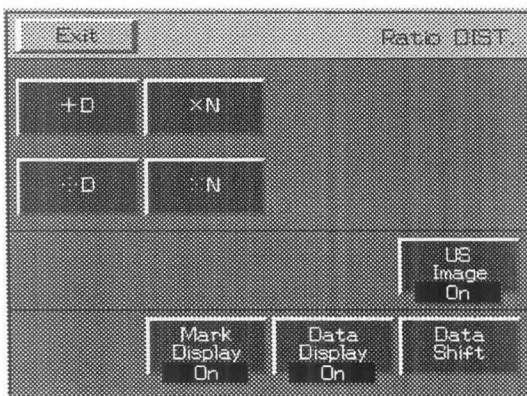 Exit
Ratio DIST.
+D
×N
·:·D
::N
US
Image
On
Mark
Display
On
Data
Display
On
Data
Shift